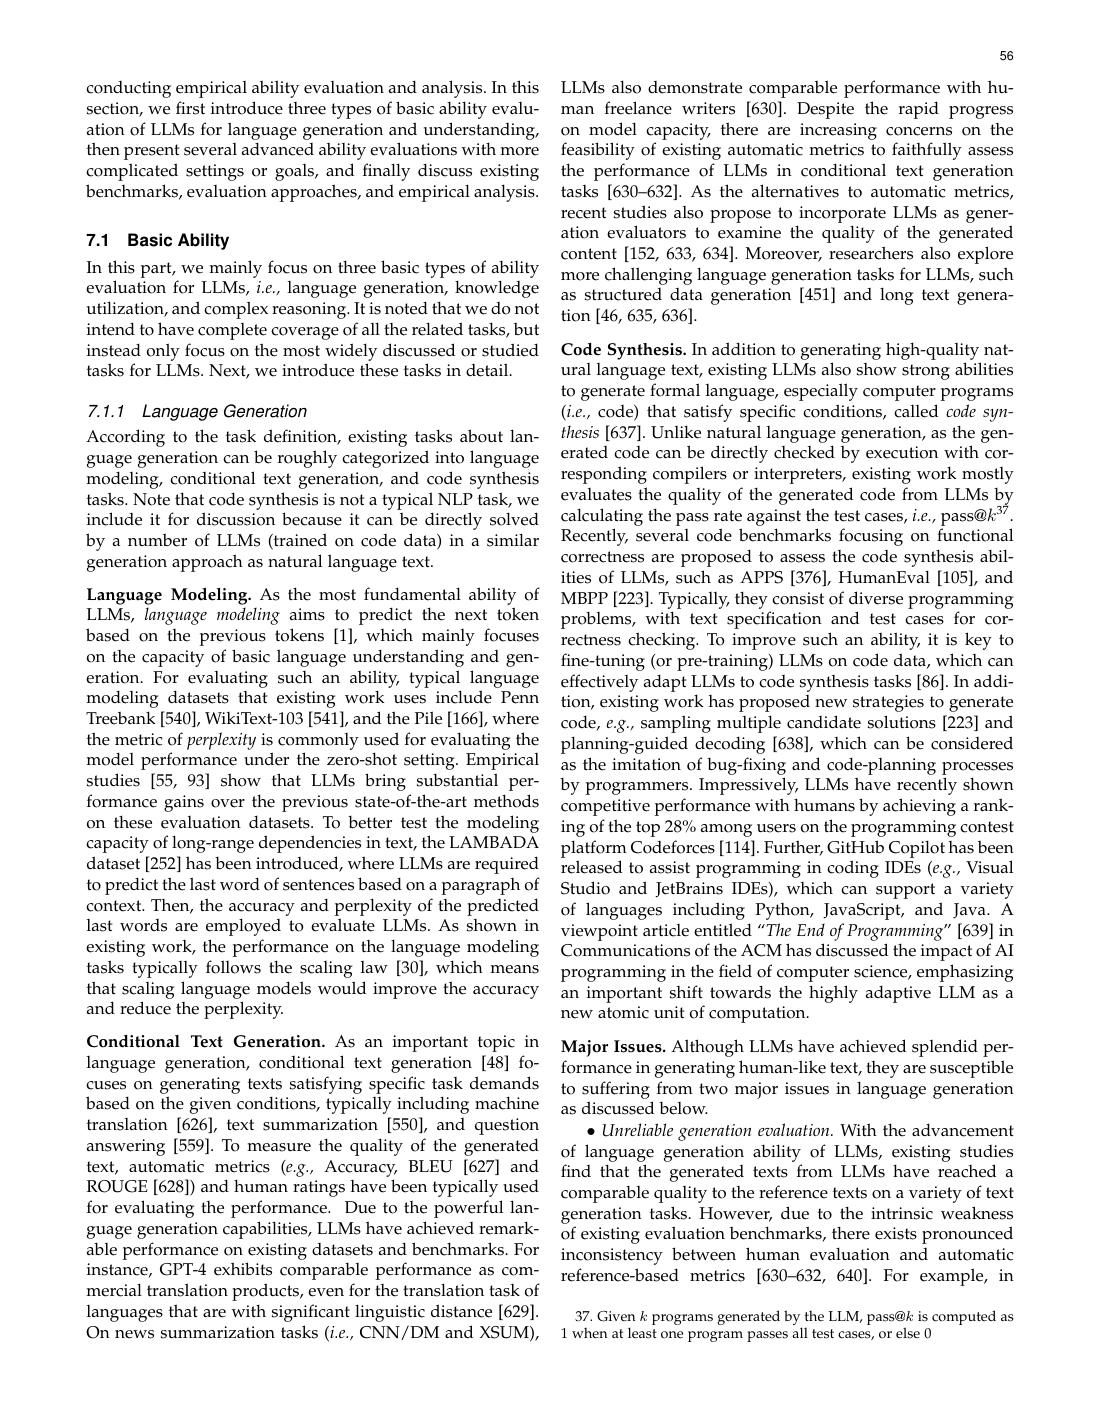 56
conducting empirical ability evaluation and analysis. In this
section, we first introduce three types of basic ability evalu-
ation of LLMs for language generation and understanding,
then present several advanced ability evaluations with more
complicated settings or goals, and finally discuss existing
benchmarks, evaluation approaches, and empirical analysis.
7.1 Basic Ability
In this part, we mainly focus on three basic types of ability
evaluation for LLMs, i.e., language generation, knowledge
utilization, and complex reasoning. It is noted that we do not
intend to have complete coverage of all the related tasks, but
instead only focus on the most widely discussed or studied
tasks for LLMs. Next, we introduce these tasks in detail.
7.1.1 Language Generation
According to the task definition, existing tasks about lan-
guage generation can be roughly categorized into language
modeling, conditional text generation, and code synthesis
tasks. Note that code synthesis is not a typical NLP task, we
include it for discussion because it can be directly solved
by a number of LLMs (trained on code data) in a similar
generation approach as natural language text.
Language Modeling. As the most fundamental ability of
LLMs, language modeling aims to predict the next token
based on the previous tokens [1], which mainly focuses
on the capacity of basic language understanding and gen-
eration. For evaluating such an ability, typical language
modeling datasets that existing work uses include Penn
Treebank [540], WikiText-103 [541], and the Pile [166], where
the metric of perplexity is commonly used for evaluating the
model performance under the zero-shot setting. Empirical
studies [55, 93] show that LLMs bring substantial per-
formance gains over the previous state-of-the-art methods
on these evaluation datasets. To better test the modeling
capacity of long-range dependencies in text, the LAMBADA
dataset [252] has been introduced, where LLMs are required
to predict the last word of sentences based on a paragraph of
context. Then, the accuracy and perplexity of the predicted
last words are employed to evaluate LLMs. As shown in
existing work, the performance on the language modeling
tasks typically follows the scaling law [30], which means
that scaling language models would improve the accuracy
and reduce the perplexity.
Conditional Text Generation. As an important topic in
language generation, conditional text generation [48] fo-
cuses on generating texts satisfying specific task demands
based on the given conditions, typically including machine
translation [626], text summarization [550], and question
answering [559]. To measure the quality of the generated
text, automatic metrics (e.g., Accuracy, BLEU [627] and
ROUGE [628]) and human ratings have been typically used
for evaluating the performance. Due to the powerful lan-
guage generation capabilities, LLMs have achieved remark-
able performance on existing datasets and benchmarks. For
instance, GPT-4 exhibits comparable performance as com-
mercial translation products, even for the translation task of
languages that are with significant linguistic distance [629].
On news summarization tasks (i.e., CNN/DM and XSUM),
LLMs also demonstrate comparable performance with hu-
man freelance writers [630]. Despite the rapid progress
on model capacity, there are increasing concerns on the
feasibility of existing automatic metrics to faithfully assess
the performance of LLMs in conditional text generation
tasks [630–632]. As the alternatives to automatic metrics,
recent studies also propose to incorporate LLMs as gener-
ation evaluators to examine the quality of the generated
content [152, 633, 634]. Moreover, researchers also explore
more challenging language generation tasks for LLMs, such
as structured data generation [451] and long text genera-
tion [46, 635, 636].
Code Synthesis. In addition to generating high-quality nat-
ural language text, existing LLMs also show strong abilities
to generate formal language, especially computer programs
(i.e., code) that satisfy specific conditions, called code syn-
thesis [637]. Unlike natural language generation, as the gen-
erated code can be directly checked by execution with cor-
responding compilers or interpreters, existing work mostly
evaluates the quality of the generated code from LLMs by
calculating the pass rate against the test cases, i.e., pass@k37.
Recently, several code benchmarks focusing on functional
correctness are proposed to assess the code synthesis abil-
ities of LLMs, such as APPS [376], HumanEval [105], and
MBPP [223]. Typically, they consist of diverse programming
problems, with text specification and test cases for cor-
rectness checking. To improve such an ability, it is key to
fine-tuning (or pre-training) LLMs on code data, which can
effectively adapt LLMs to code synthesis tasks [86]. In addi-
tion, existing work has proposed new strategies to generate
code, e.g., sampling multiple candidate solutions [223] and
planning-guided decoding [638], which can be considered
as the imitation of bug-fixing and code-planning processes
by programmers. Impressively, LLMs have recently shown
competitive performance with humans by achieving a rank-
ing of the top 28% among users on the programming contest
platform Codeforces [114]. Further, GitHub Copilot has been
released to assist programming in coding IDEs (e.g., Visual
Studio and JetBrains IDEs), which can support a variety
of languages including Python, JavaScript, and Java. A
viewpoint article entitled “The End of Programming” [639] in
Communications of the ACM has discussed the impact of AI
programming in the field of computer science, emphasizing
an important shift towards the highly adaptive LLM as a
new atomic unit of computation.
Major Issues. Although LLMs have achieved splendid per-
formance in generating human-like text, they are susceptible
to suffering from two major issues in language generation
as discussed below.
• Unreliable generation evaluation. With the advancement
of language generation ability of LLMs, existing studies
find that the generated texts from LLMs have reached a
comparable quality to the reference texts on a variety of text
generation tasks. However, due to the intrinsic weakness
of existing evaluation benchmarks, there exists pronounced
inconsistency between human evaluation and automatic
reference-based metrics [630–632, 640]. For example, in
37. Given k programs generated by the LLM, pass@k is computed as
1 when at least one program passes all test cases, or else 0